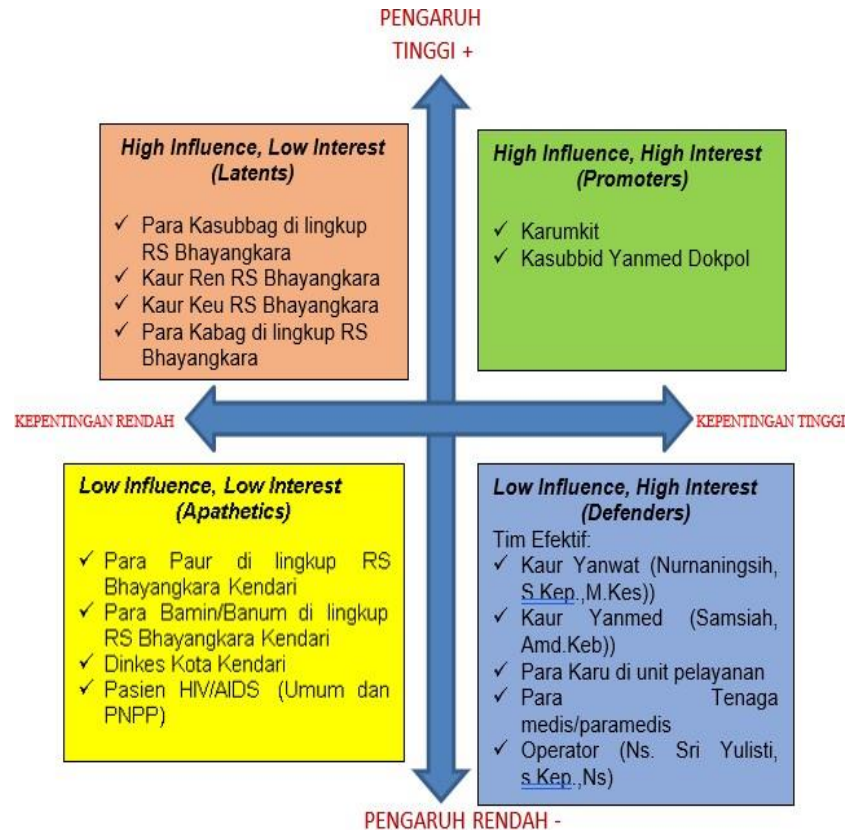 PENGARUH
TINGGI +
High Influence, Low Interest
(Latents)
✓ Para Kasubbag di lingkup
RS Bhayangkara
✓ Kaur Ren RS Bhayangkara
✓ Kaur Keu RS Bhayangkara
✓ Para Kabag di lingkup RS
Bhayangkara
High Influence, High Interest
(Promoters)
✓ Karumkit
✓ Kasubbid Yanmed Dokpol
KEPENTINGAN RENDAH
KEPENTINGAN TINGGI
Low Influence, Low Interest
(Apathetics)
✓ Para Paur di lingkup RS
Bhayangkara Kendari
✓ Para Bamin/Banum di lingkup
RS Bhayangkara Kendari
✓ Dinkes Kota Kendari
✓ Pasien HIV/AIDS (Umum dan
PNPP)
Low Influence, High Interest
(Defenders)
Tim Efektif:
✓ Kaur Yanwat (Nurnaningsih,
S.Kep.,M.Kes))
✓ Kaur Yanmed (Samsiah,
Amd.Keb))
✓ Para Karu di unit pelayanan
✓ Para Tenaga
medis/paramedis
✓ Operator (Ns. Sri Yulisti,
s.Kep.,Ns)
PENGARUH RENDAH -